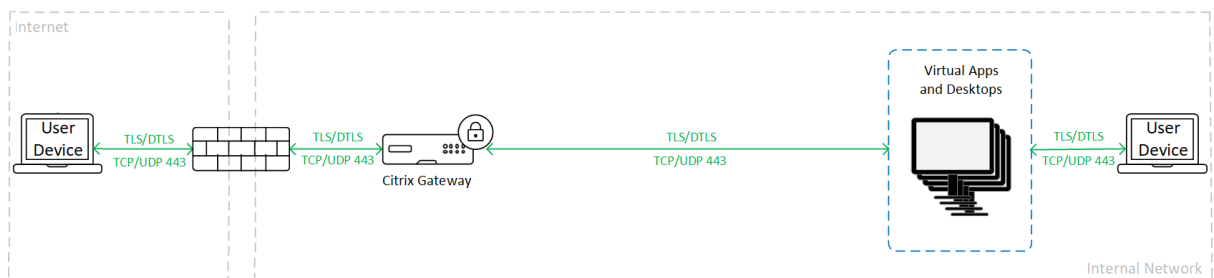 Internet
User
Device
TLS/DTLS
TCP/UDP 443
TLS/DTLS
TCP/UDP 443
Citrix Gateway
TLS/DTLS
TCP/UDP 443
Virtual Apps
and Desktops
TLS/DTLS
TCP/UDP 443
User
Device
Internal Network